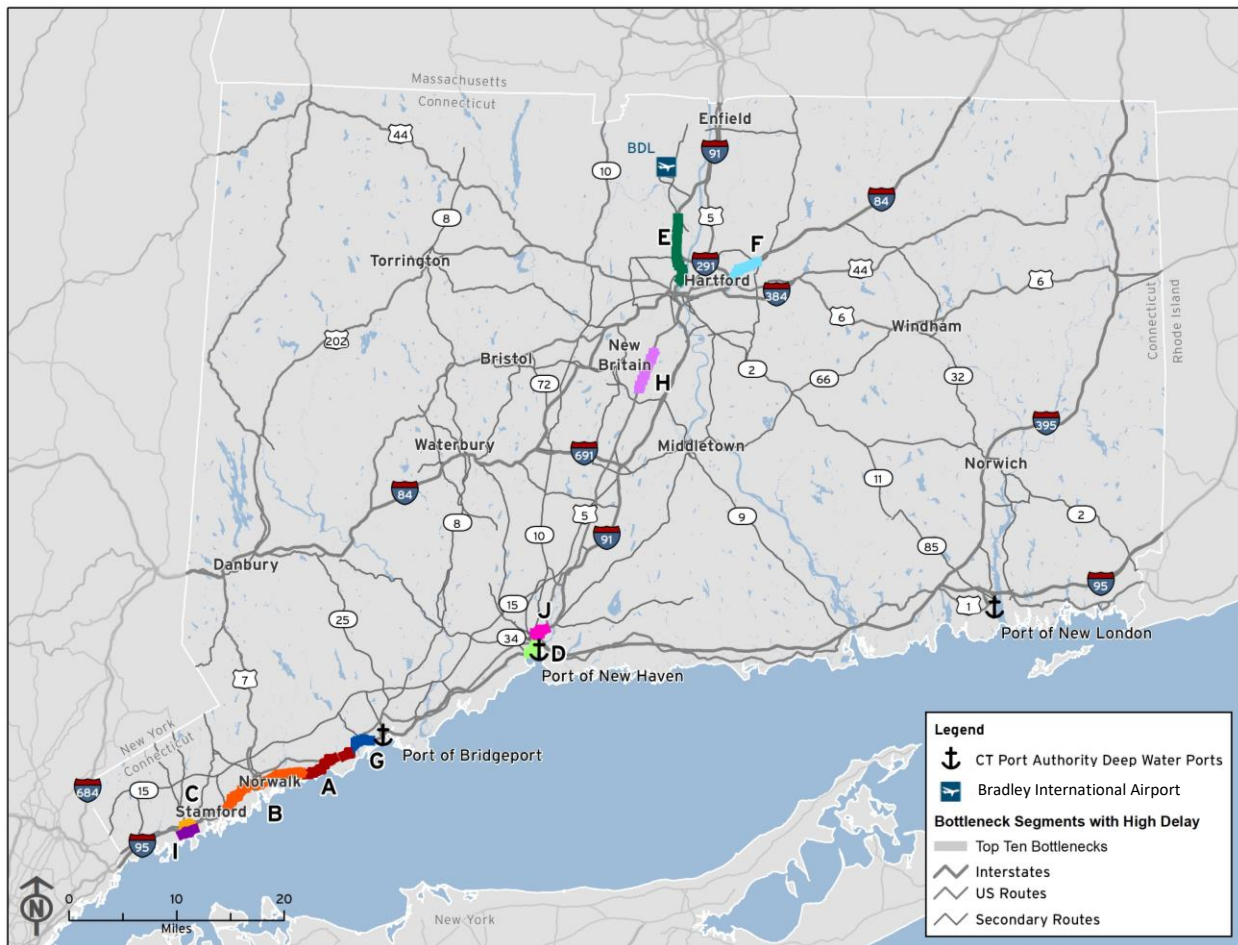 Massachusetts
Connecticut
Enfield
44
91
BDL
10
84
5
8
E
F
Torrington
291
Hartford
44
384
6
6
Connecticut
Rhode Island
202
Windham
New
Britain
Bristol
2
66
32
72
H
395
Waterbury
Middletown
691
Norwich
84
11
5
8
10
9
2
91
85
Danbury
95
15
J
1
25
34
D
Port of New London
Port of New Haven
7
New York
Connecticut
Port of Bridgeport
G
A
Norwalk
684
15
C
B
Stamford
95
I
N
0
10
20
Miles
New York
Legend
CT Port Authority Deep Water Ports
Bradley International Airport
Bottleneck Segments with High Delay
Top Ten Bottlenecks
Interstates
US Routes
Secondary Routes